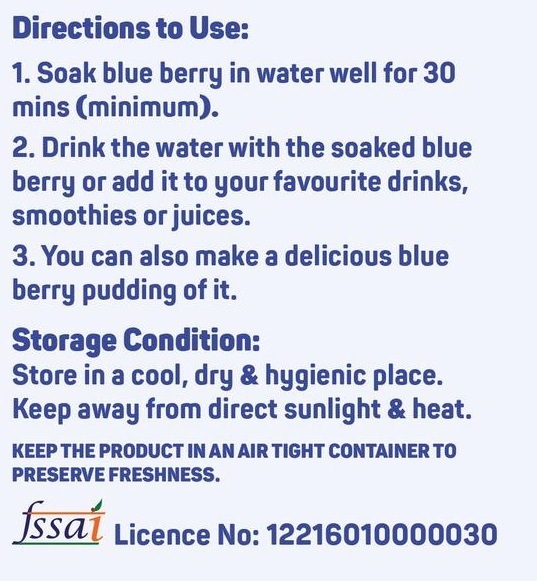 Directions to Use:
1. Soak blue berry in water well for 30
mins (minimum).
2. Drink the water with the soaked blue
berry or add it to your favourite drinks,
smoothies or juices.
3. You can also make a delicious blue
berry pudding of it.
Storage Condition:
Store in a cool, dry & hygienic place.
Keep away from direct sunlight & heat.
KEEP THE PRODUCT IN AN AIR TIGHT CONTAINER TO
PRESERVE FRESHNESS.
fssai Licence No: 12216010000030